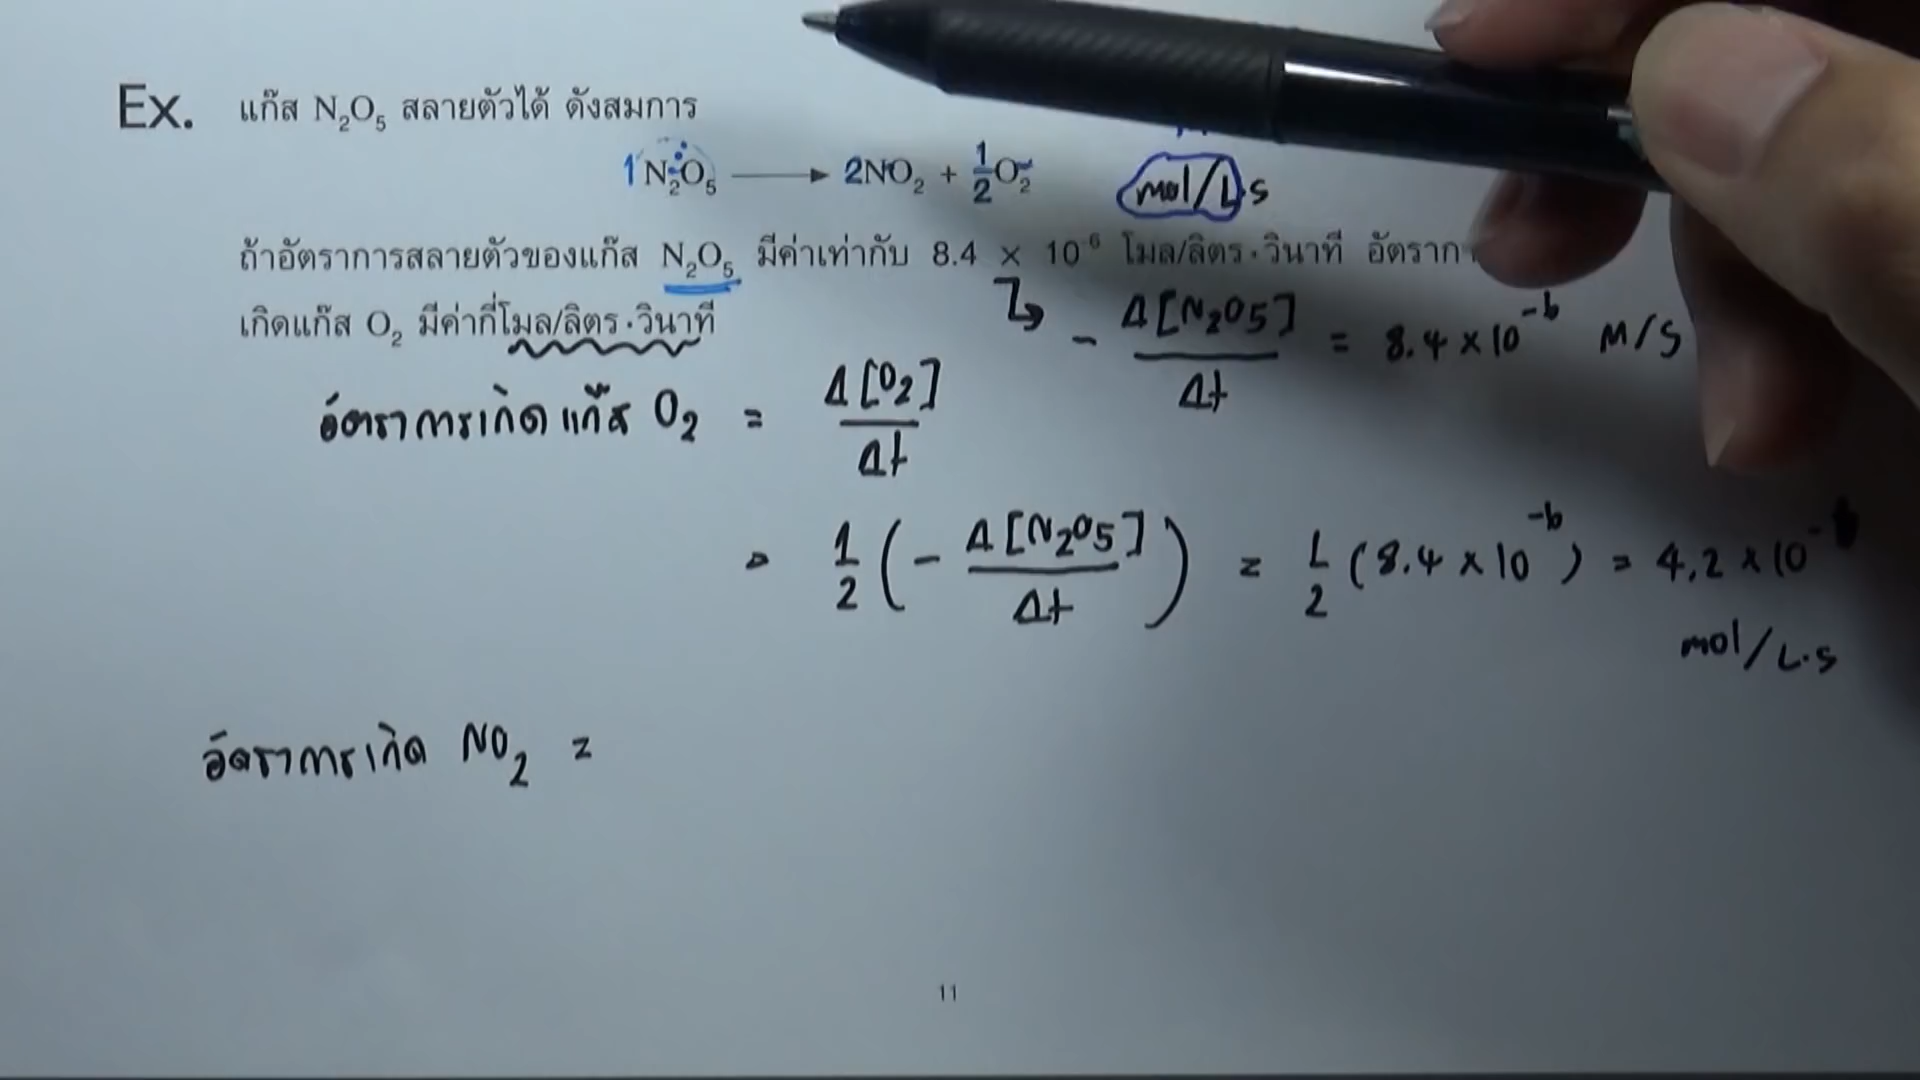 Ex. แก๊ส N₂O₅ สลายตัวได้ ดังสมการ
1 N₂O₅ ⟶ 2NO₂ + 1/2 O₂ mol/L·s
ถ้าอัตราการสลายตัวของแก๊ส N₂O₅ มีค่าเท่ากับ 8.4 × 10⁻⁶ โมล/ลิตร·วินาที
เกิดแก๊ส O₂ มีค่ากี่โมล/ลิตร·วินาที
- Δ[N₂O₅]/Δt = 8.4 × 10⁻⁶ M/S
อัตราการเกิดแก๊ส O₂ = Δ[O₂]/Δt
= 1/2 (- Δ[N₂O₅]/Δt) = 1/2 (8.4 × 10⁻⁶) = 4.2 × 10⁻⁶
mol/L·s
อัตราการเกิด NO₂ =
11